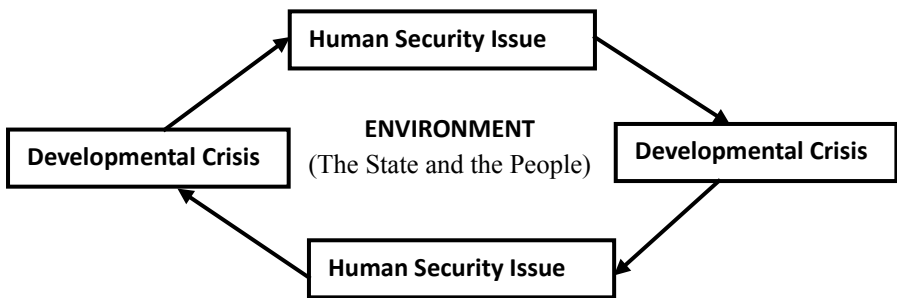 Human Security Issue
ENVIRONMENT
(The State and the People)
Developmental Crisis
Developmental Crisis
Human Security Issue